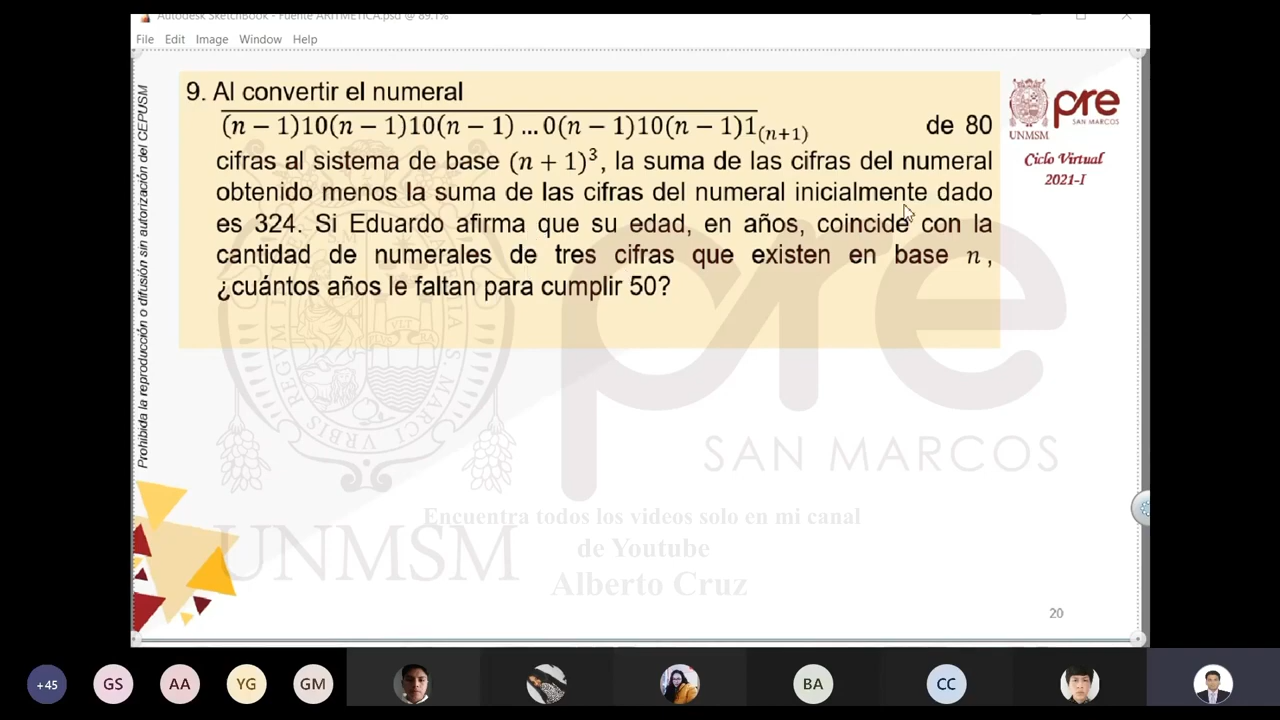 Autodesk SketchBook - Fuente ARITMETICA.psd @ 89.1%
File Edit Image Window Help
Prohibida la reproducción o difusión sin autorización del CEPUSM
9. Al convertir el numeral
(n − 1)10(n − 1)10(n − 1) … 0(n − 1)10(n − 1)1(n+1) de 80
cifras al sistema de base (n + 1)³, la suma de las cifras del numeral
obtenido menos la suma de las cifras del numeral inicialmente dado
es 324. Si Eduardo afirma que su edad, en años, coincide con la
cantidad de numerales de tres cifras que existen en base n ,
¿cuántos años le faltan para cumplir 50?
UNMSM
pre
SAN MARCOS
Ciclo Virtual
2021-I
pre
SAN MARCOS
UNMSM
Encuentra todos los videos solo en mi canal
de Youtube
Alberto Cruz
20
+45 GS AA YG GM BA CC